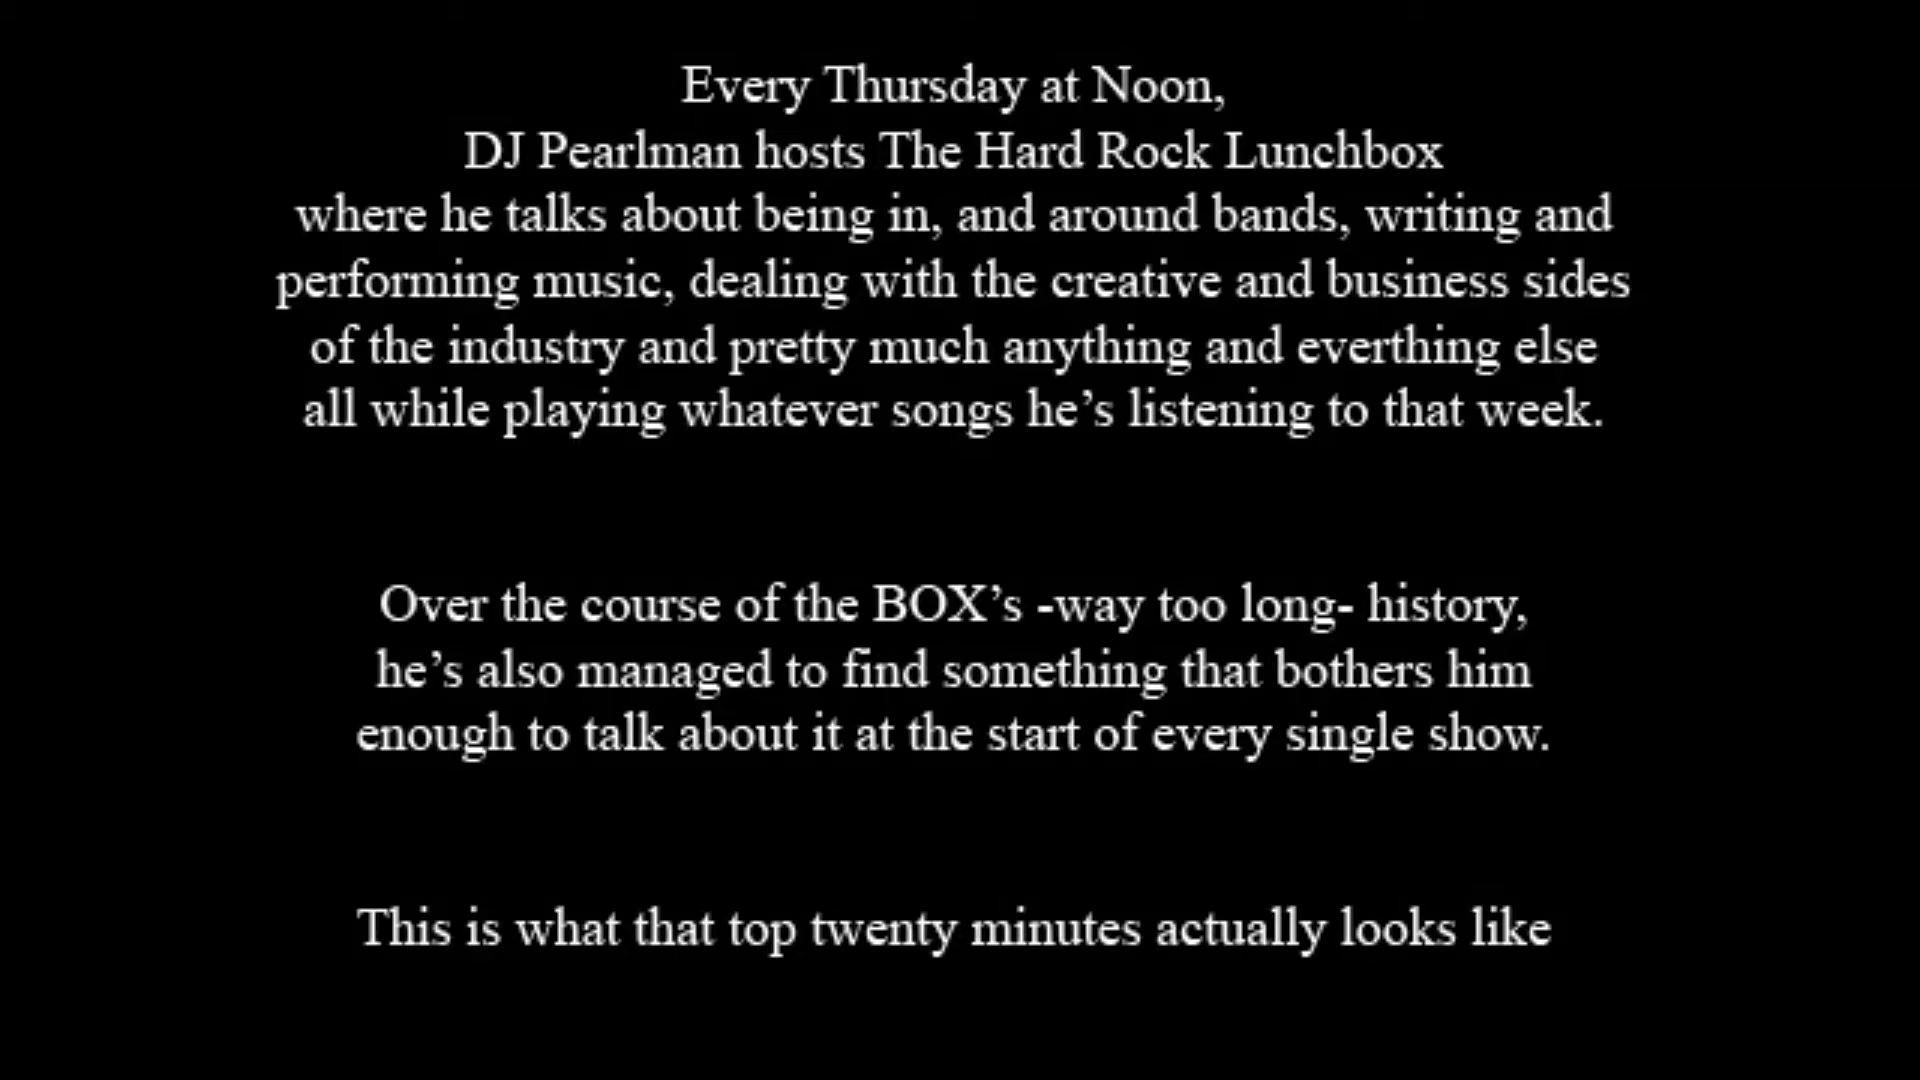 Every Thursday at Noon,
DJ Pearlman hosts The Hard Rock Lunchbox
where he talks about being in, and around bands, writing and
performing music, dealing with the creative and business sides
of the industry and pretty much anything and everthing else
all while playing whatever songs he’s listening to that week.
Over the course of the BOX’s -way too long- history,
he’s also managed to find something that bothers him
enough to talk about it at the start of every single show.
This is what that top twenty minutes actually looks like